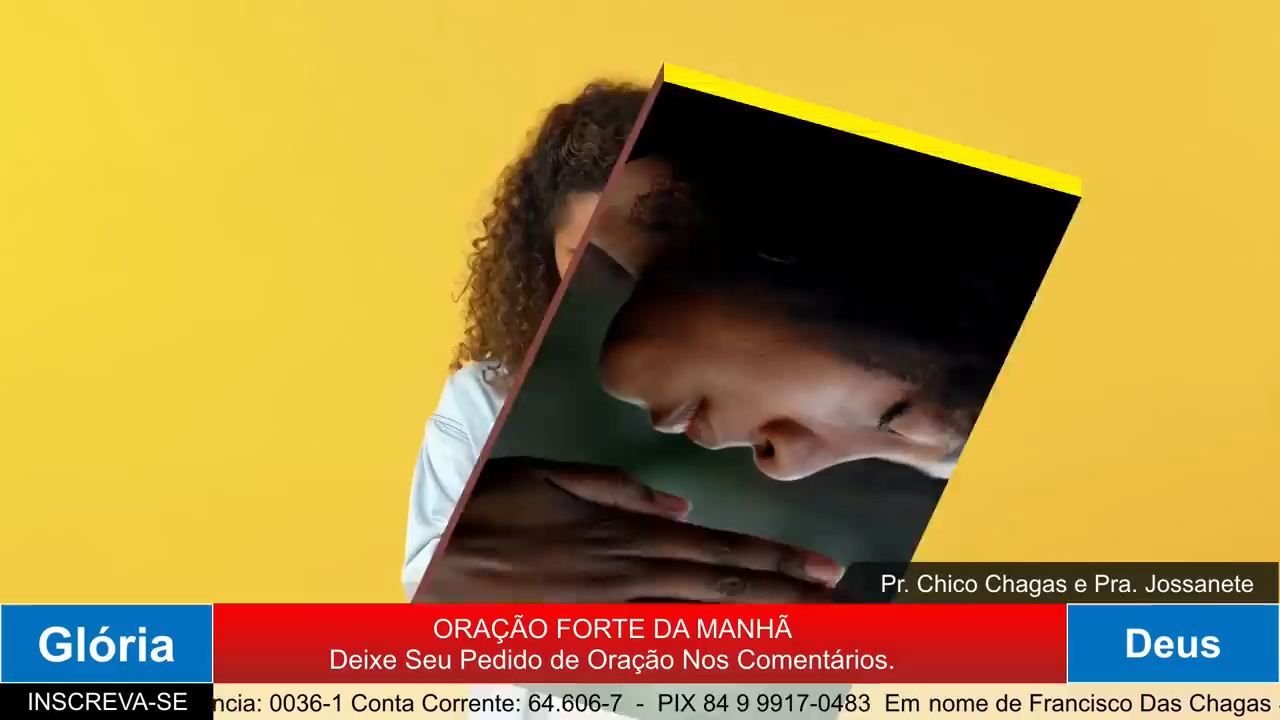 Pr. Chico Chagas e Pra. Jossanete
Glória
ORAÇÃO FORTE DA MANHÃ
Deixe Seu Pedido de Oração Nos Comentários.
Deus
INSCREVA-SE
ncia: 0036-1 Conta Corrente: 64.606-7 - PIX 84 9 9917-0483 Em nome de Francisco Das Chagas